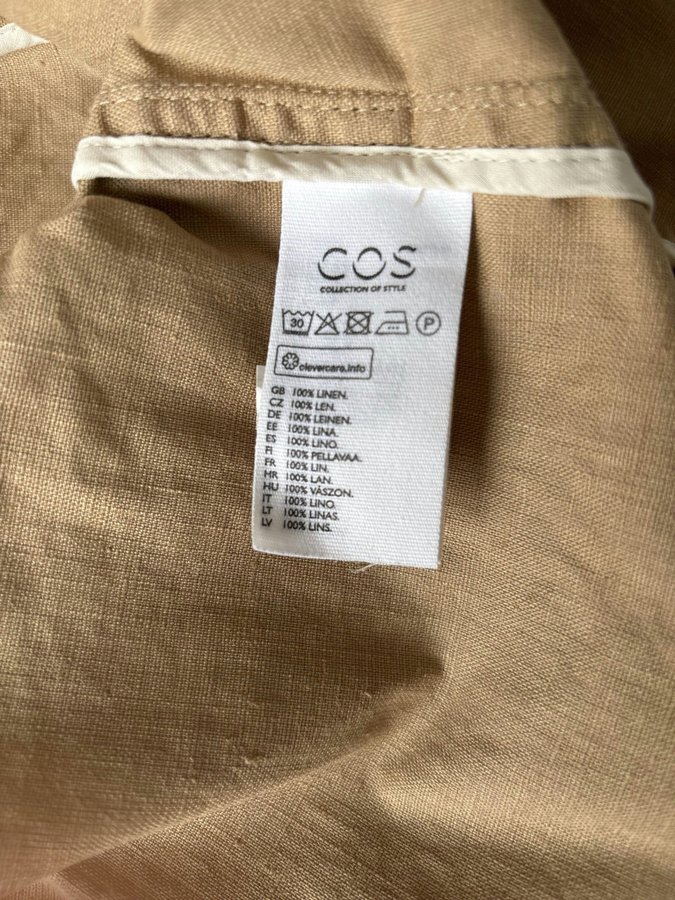 COS
COLLECTION OF STYLE
30 P
clevercare.info
GB 100% LINEN.
CZ 100% LEN.
DE 100% LEINEN.
EE 100% LINA.
ES 100% LINO.
FI 100% PELLAVAA.
FR 100% LIN.
HR 100% LAN.
HU 100% VÁSZON.
IT 100% LINO.
LT 100% LINAS.
LV 100% LINS.